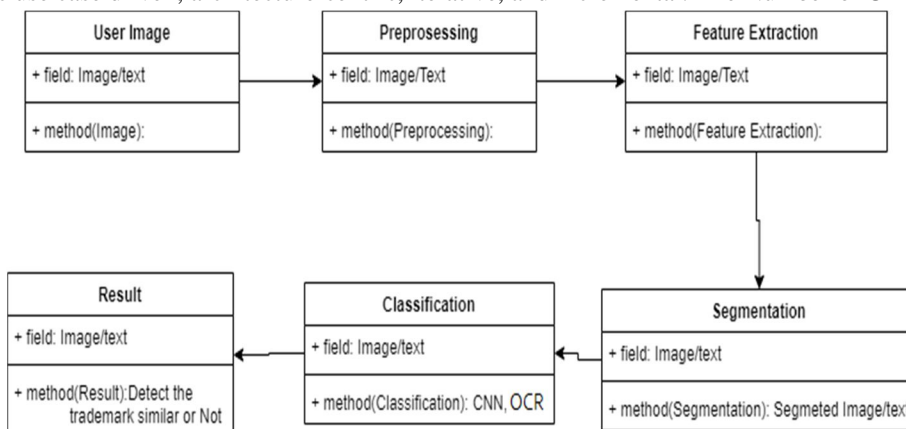 User Image
+ field: Image/text
+ method(Image):
Preprosessing
+ field: Image/Text
+ method(Preprocessing):
Feature Extraction
+ field: Image/Text
+ method(Feature Extraction):
Result
+ field: Image/text
+ method(Result):Detect the
trademark similar or Not
Classification
+ field: Image/text
+ method(Classification): CNN, OCR
Segmentation
+ field: Image/text
+ method(Segmentation): Segmeted Image/text